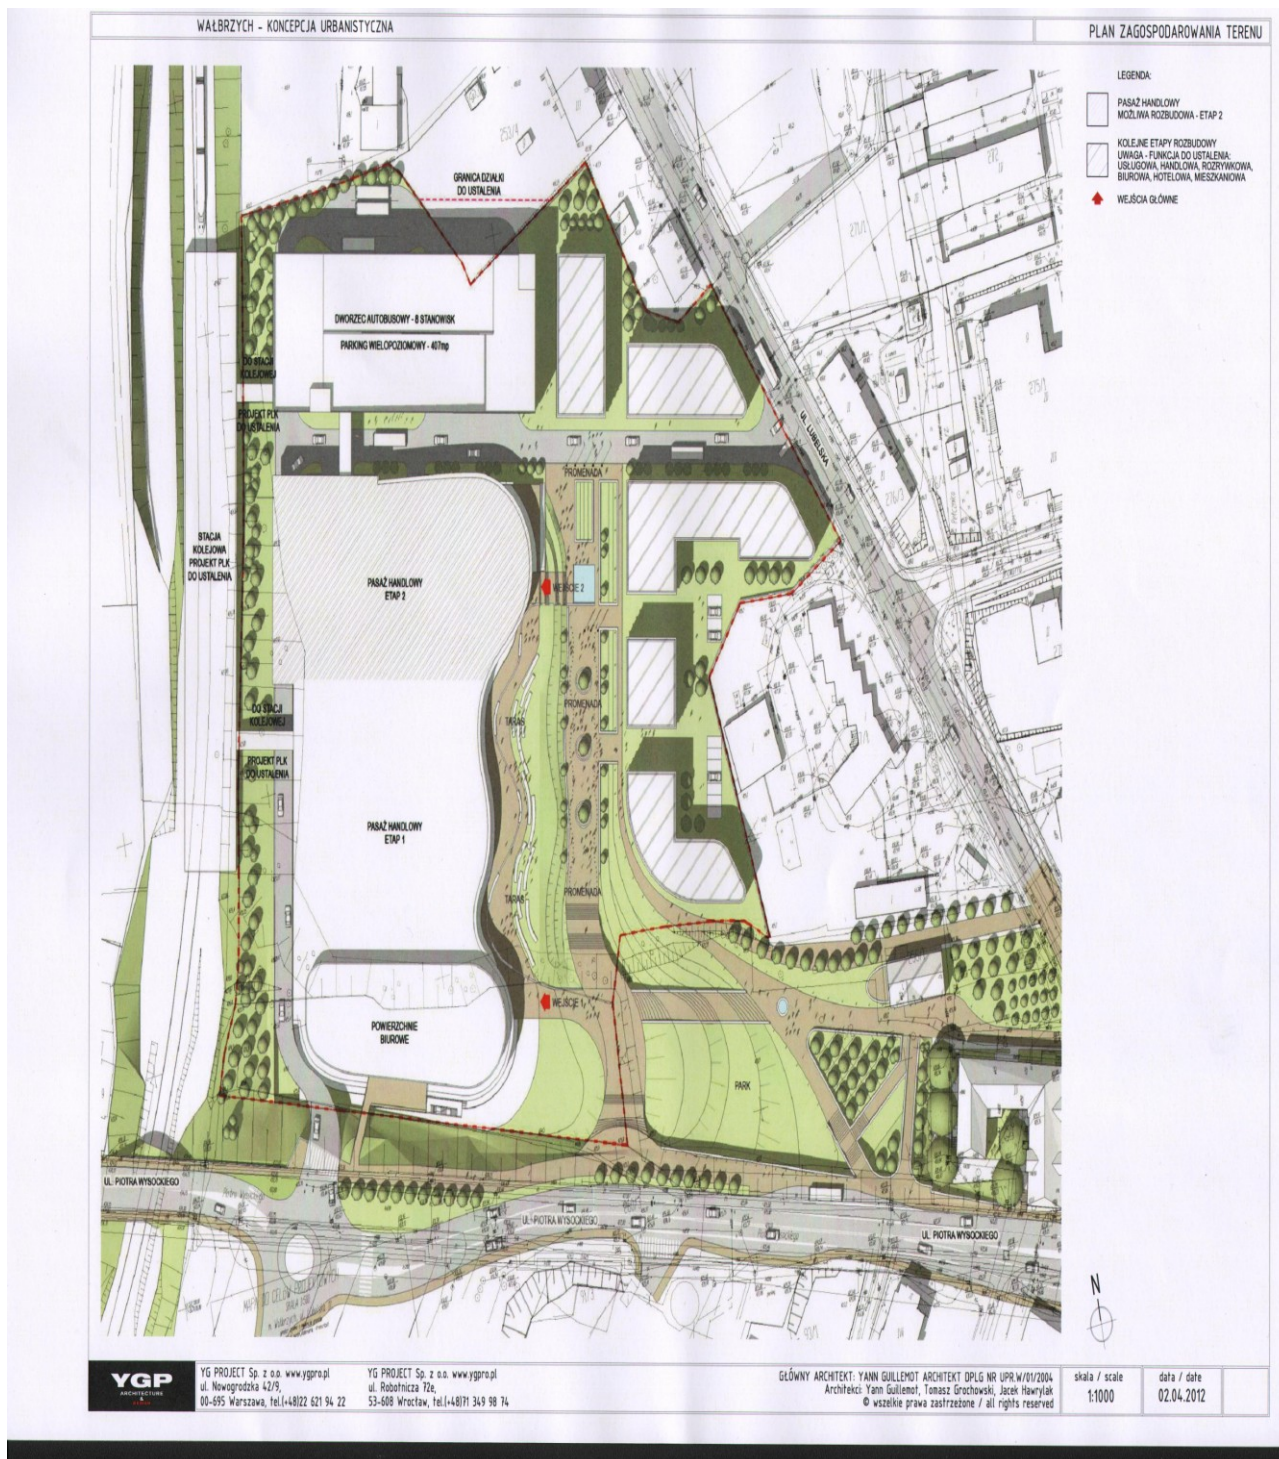 WAŁBRZYCH - KONCEPCJA URBANISTYCZNA
PLAN ZAGOSPODAROWANIA TERENU
LEGENDA:
PASAŻ HANDLOWY
MOŻLIWA ROZBUDOWA - ETAP 2
KOLEJNE ETAPY ROZBUDOWY
UWAGA - FUNKCJA DO USTALENIA:
USŁUGOWA, HANDLOWA, ROZRYWKOWA,
BIUROWA, HOTELOWA, MIESZKANIOWA
WEJŚCIA GŁÓWNE
GRANICA DZIAŁKI
DO USTALENIA
DWORZEC AUTOBUSOWY - 8 STANOWISK
PARKING WIELOPOZIOMOWY - 407mp
DO STACJI
KOLEJOWEJ
PROJEKT PLK
DO USTALENIA
UL. LUBELSKA
PROMENADA
STACJA
KOLEJOWA
PROJEKT PLK
DO USTALENIA
PASAŻ HANDLOWY
ETAP 2
WEJŚCIE 2
DO STACJI
KOLEJOWEJ
TARAS
PROMENADA
PROJEKT PLK
DO USTALENIA
PASAŻ HANDLOWY
ETAP 1
TARAS
PROMENADA
WEJŚCIE 1
POWIERZCHNIE
BIUROWE
PARK
UL. PIOTRA WYSOCKIEGO
UL. PIOTRA WYSOCKIEGO
UL. PIOTRA WYSOCKIEGO
N
YGP
ARCHITECTURE
&
DESIGN
YG PROJECT Sp. z o.o. www.ygpro.pl
ul. Nowogrodzka 42/9,
00-695 Warszawa, tel.(+48)22 621 94 22
YG PROJECT Sp. z o.o. www.ygpro.pl
ul. Robotnicza 72e,
53-608 Wrocław, tel.(+48)71 349 98 74
GŁÓWNY ARCHITEKT: YANN GUILLEMOT ARCHITEKT DPLG NR UPR.W/01/2004
Architekci: Yann Guillemot, Tomasz Grochowski, Jacek Hawrylak
© wszelkie prawa zastrzeżone / all rights reserved
skala / scale
1:1000
data / date
02.04.2012